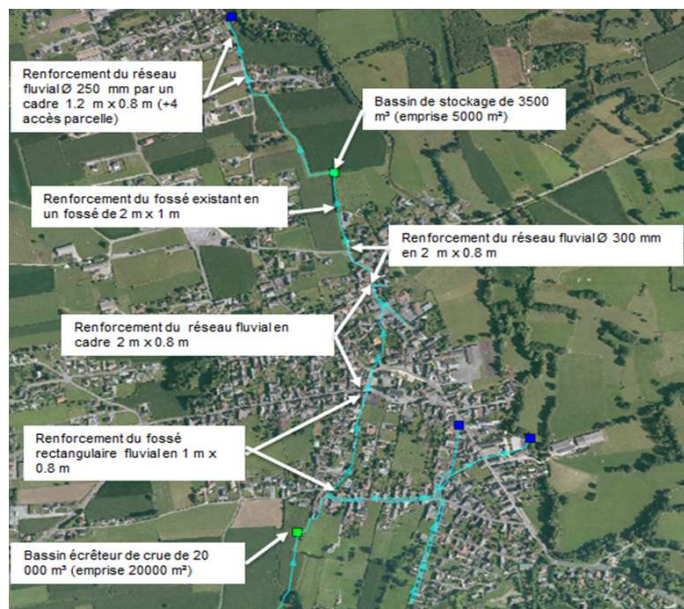 Renforcement du réseau
fluvial Ø 250 mm par un
cadre 1.2 m x 0.8 m (+4
accès parcelle)
Bassin de stockage de 3500
m³ (emprise 5000 m²)
Renforcement du fossé existant en
un fossé de 2 m x 1 m
Renforcement du réseau fluvial Ø 300 mm
en 2 m x 0.8 m
Renforcement du réseau fluvial en
cadre 2 m x 0.8 m
Renforcement du fossé
rectangulaire fluvial en 1 m x
0.8 m
Bassin écrêteur de crue de 20
000 m³ (emprise 20000 m²)